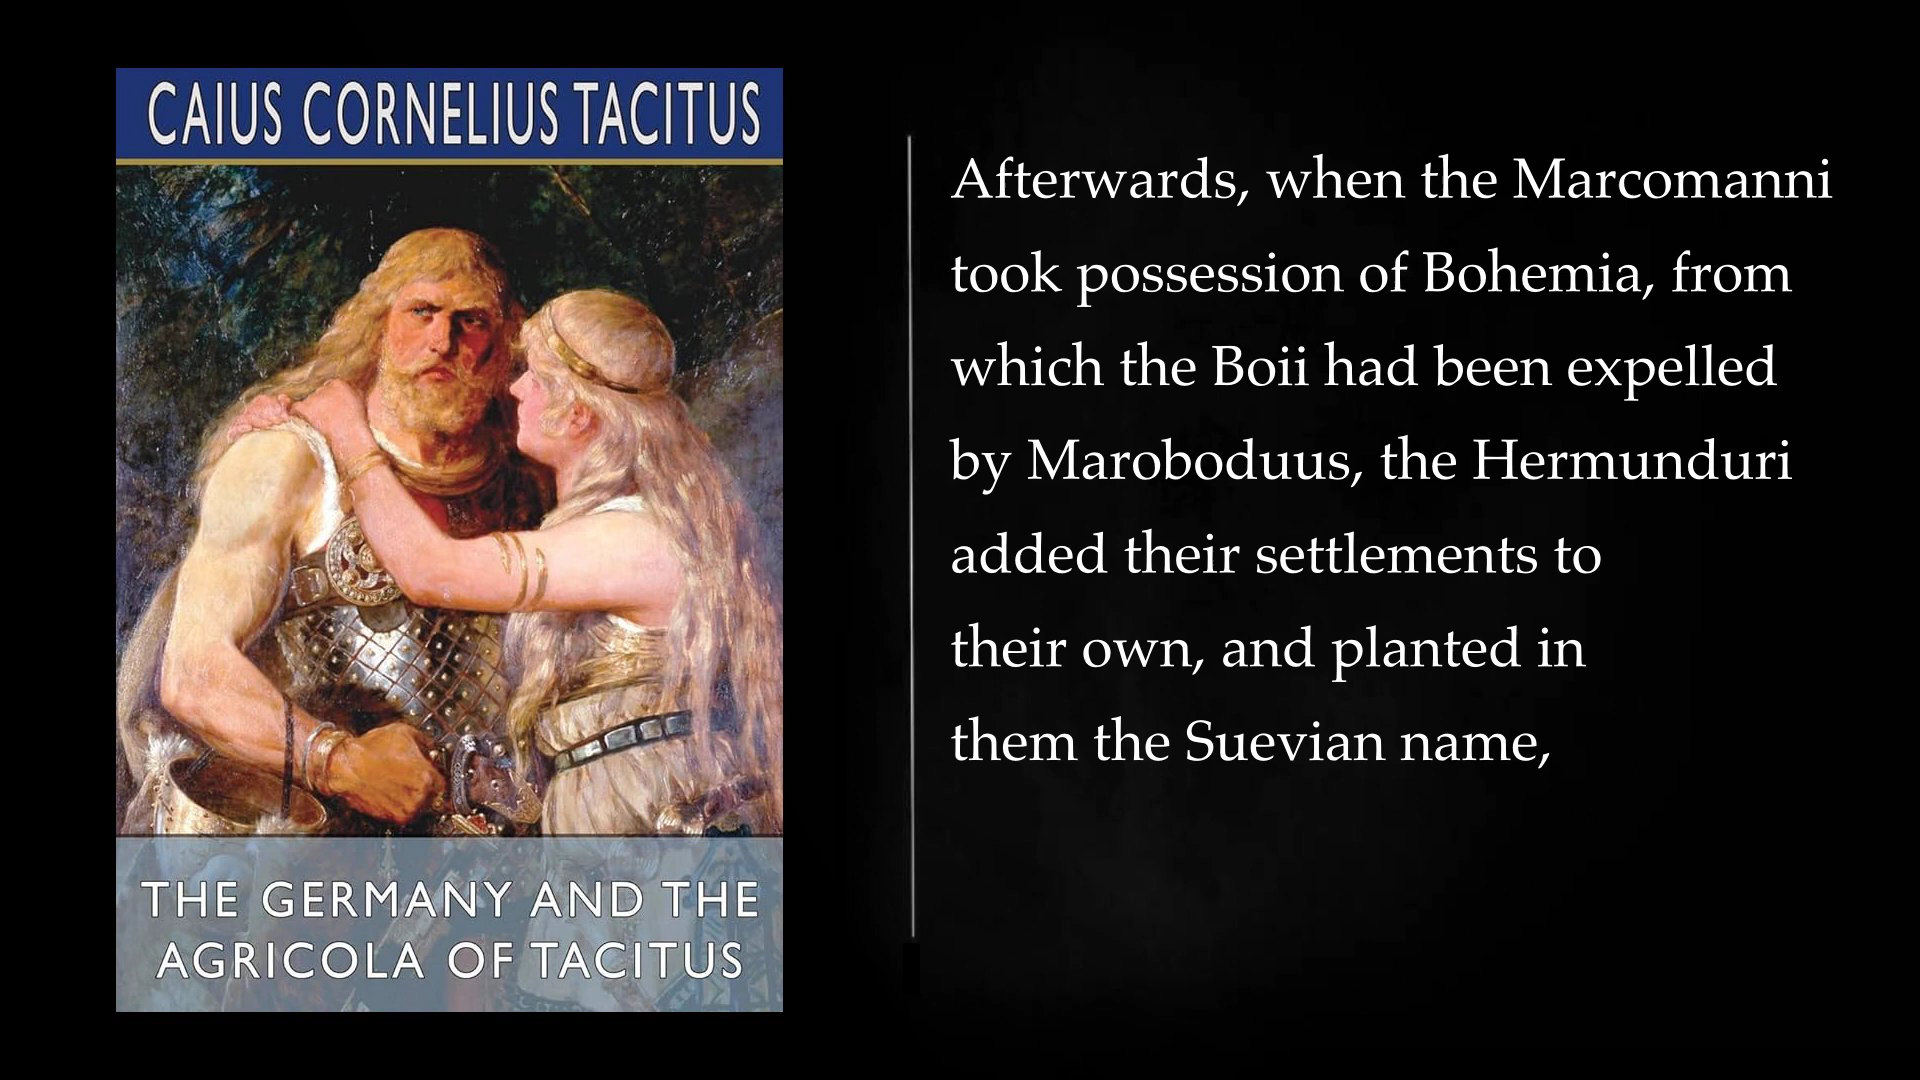 CAIUS CORNELIUS TACITUS
THE GERMANY AND THE
AGRICOLA OF TACITUS
Afterwards, when the Marcomanni
took possession of Bohemia, from
which the Boii had been expelled
by Maroboduus, the Hermunduri
added their settlements to
their own, and planted in
them the Suevian name,